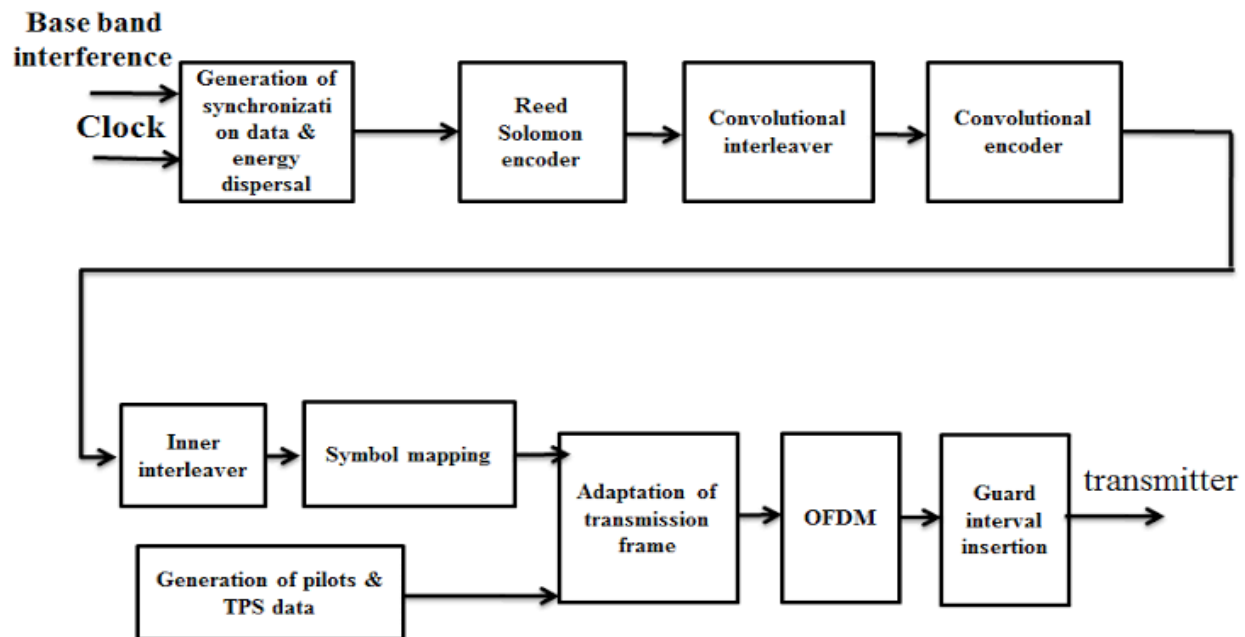 Base band
interference
Clock
Generation of
synchronizati
on data &
energy
dispersal
Reed
Solomon
encoder
Convolutional
interleaver
Convolutional
encoder
Inner
interleaver
Symbol mapping
Generation of pilots &
TPS data
Adaptation of
transmission
frame
OFDM
Guard
interval
insertion
transmitter